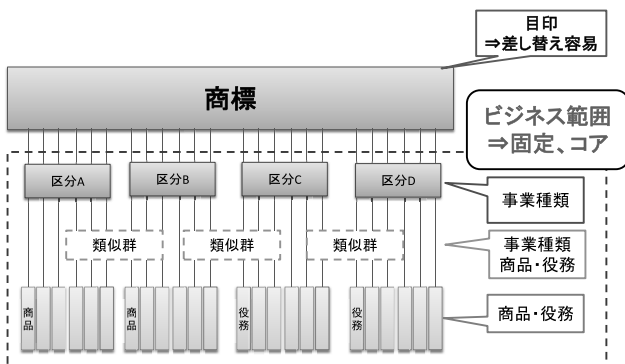 目印
⇒差し替え容易
商標
ビジネス範囲
⇒固定、コア
区分A
区分B
区分C
区分D
事業種類
類似群
類似群
類似群
事業種類
商品・役務
商品
商品
役務
役務
商品・役務